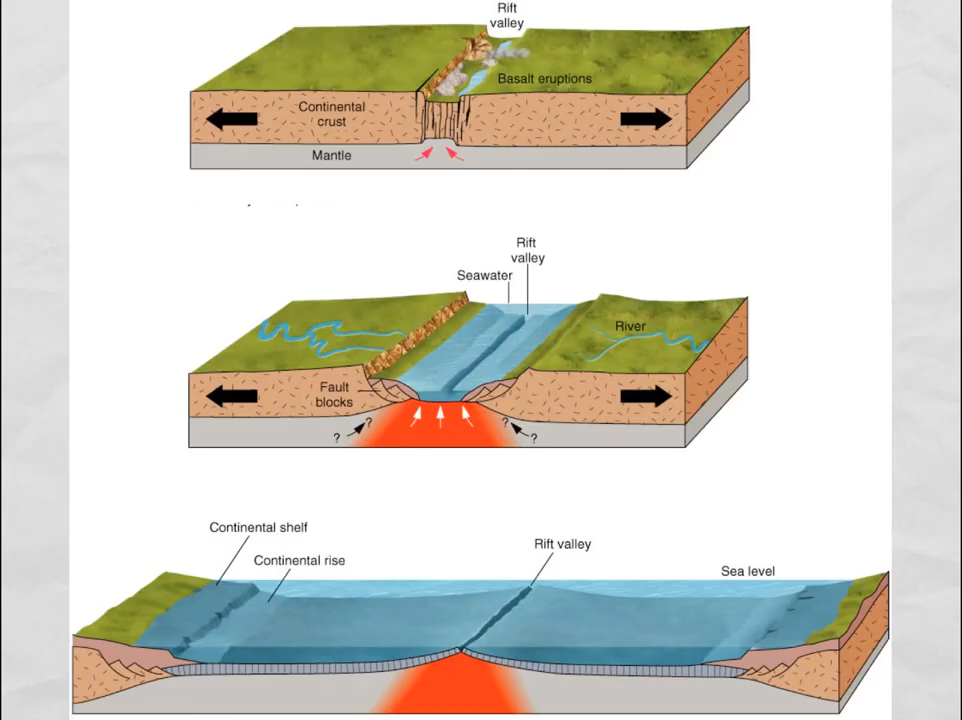 Rift
valley
Basalt eruptions
Continental
crust
Mantle
Rift
valley
Seawater
River
Fault
blocks
?
?
?
?
Continental shelf
Continental rise
Rift valley
Sea level